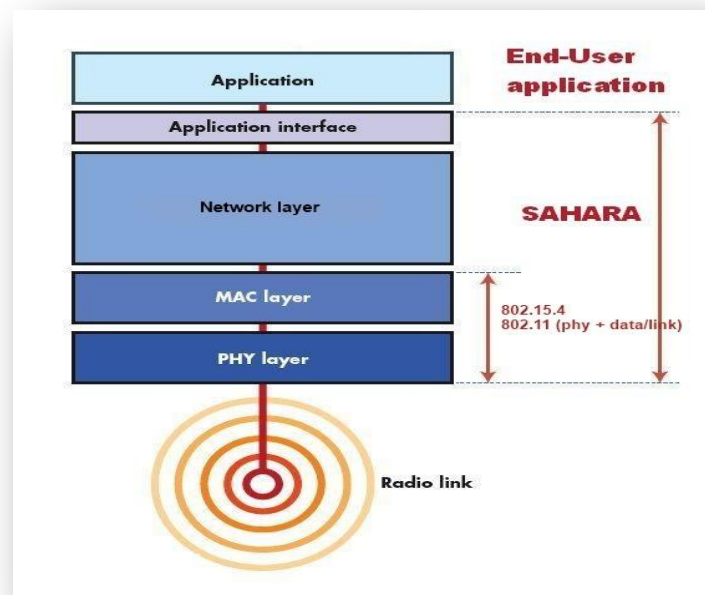 End-User
application
Application
Application interface
Network layer
SAHARA
MAC layer
802.15.4
802.11 (phy + data/link)
PHY layer
Radio link